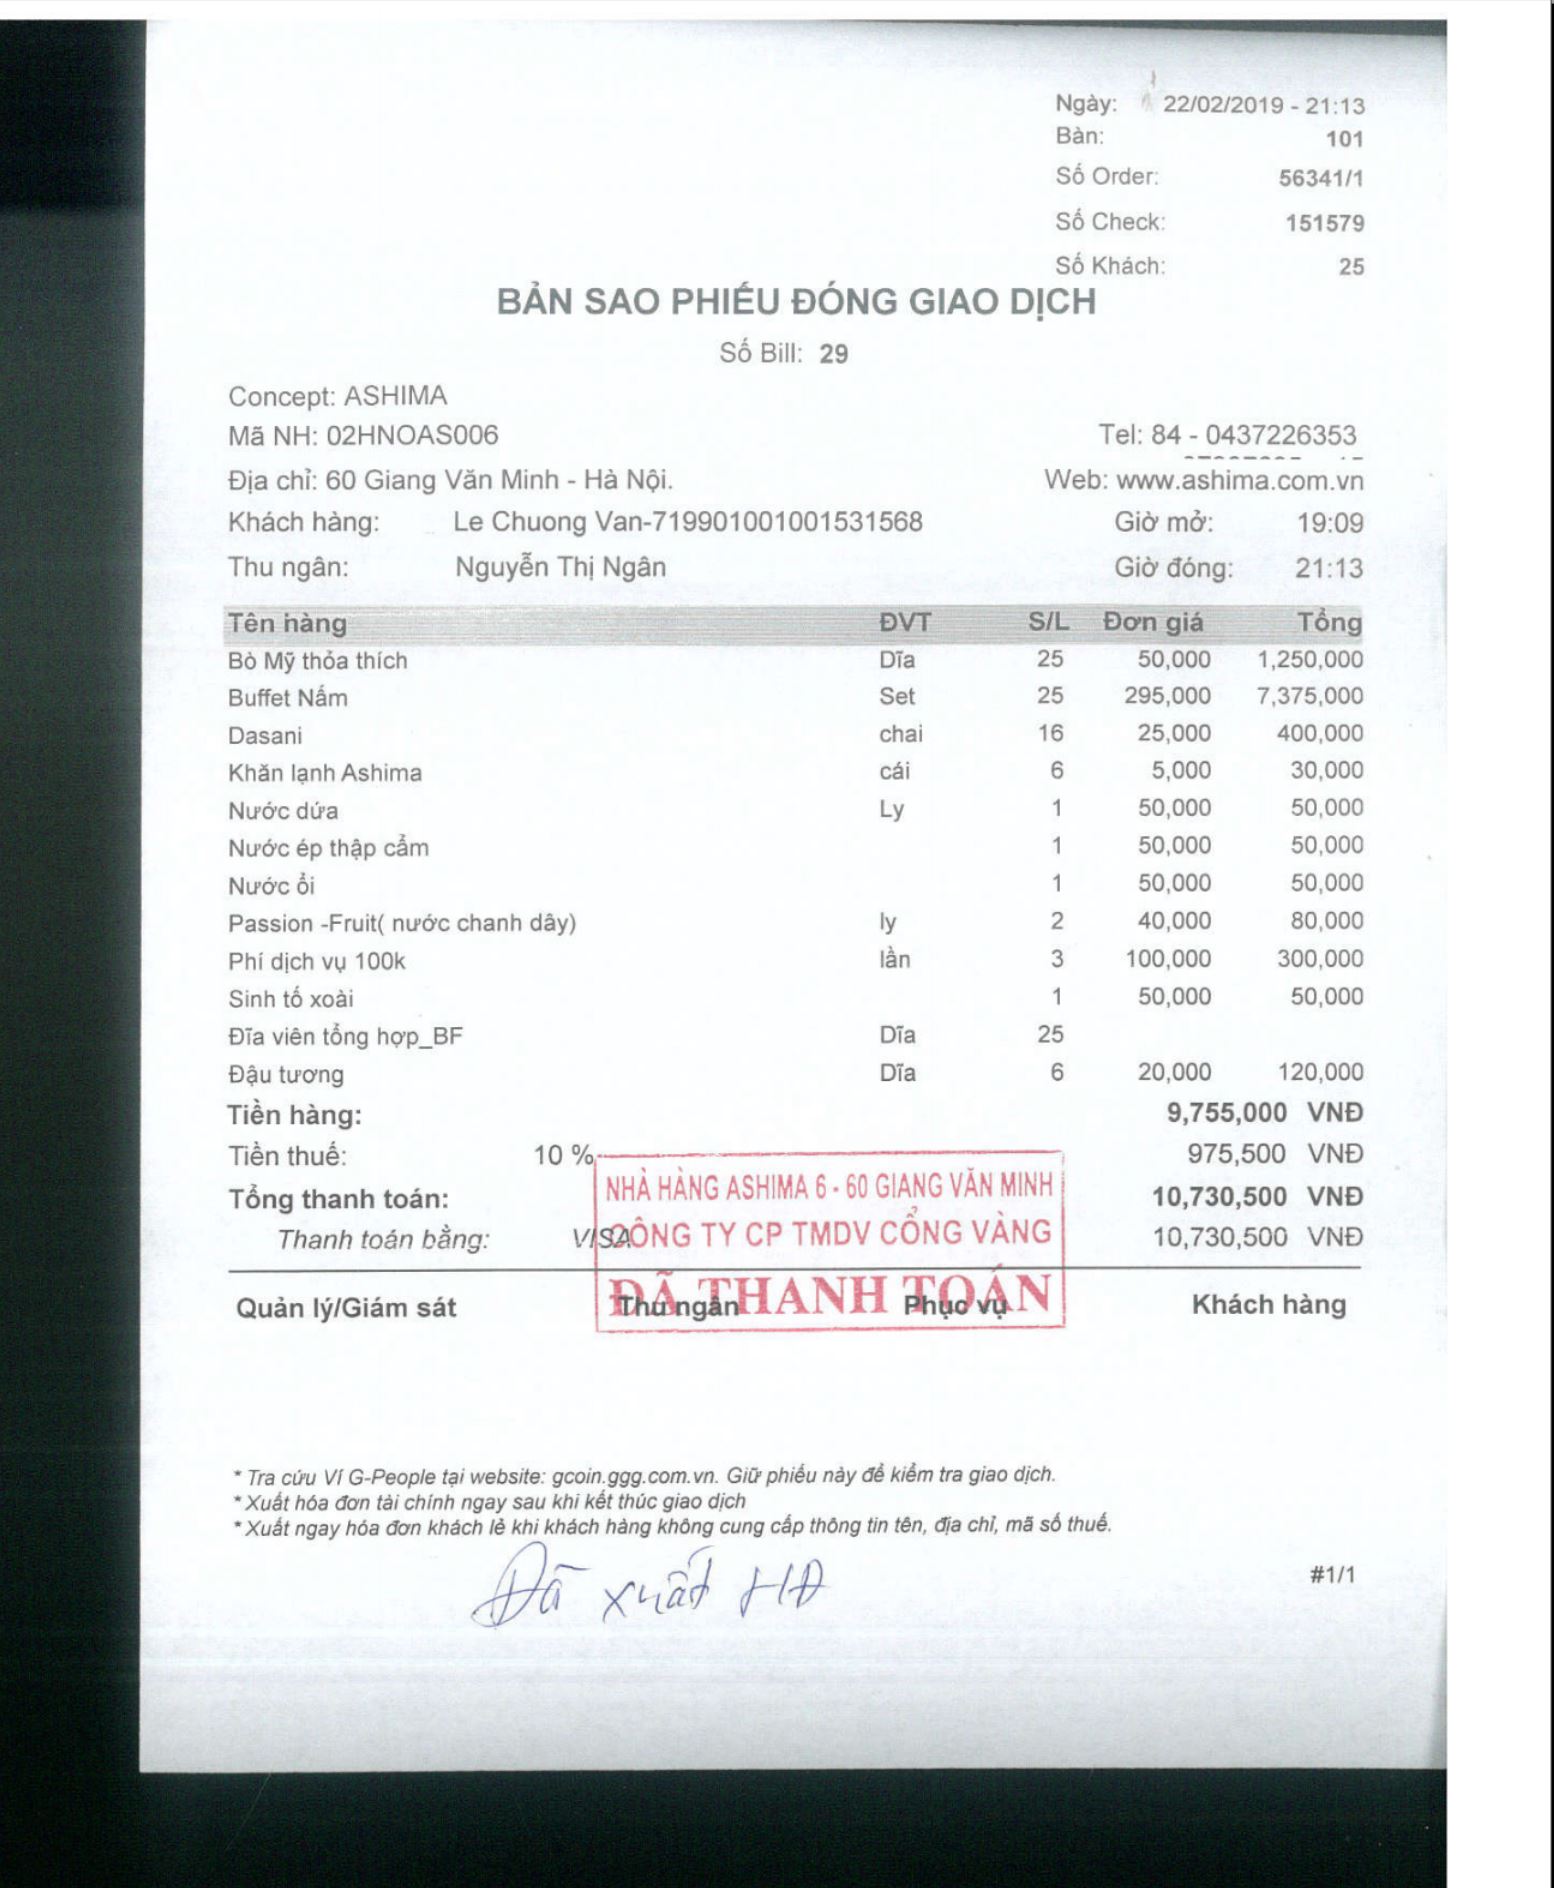 Ngày: 22/02/2019 - 21:13
Bàn: 101
Số Order: 56341/1
Số Check: 151579
Số Khách: 25
BẢN SAO PHIẾU ĐÓNG GIAO DỊCH
Số Bill: 29
Concept: ASHIMA
Mã NH: 02HNOAS006 Tel: 84 - 0437226353
Địa chỉ: 60 Giang Văn Minh - Hà Nội. Web: www.ashima.com.vn
Khách hàng: Le Chuong Van-719901001001531568 Giờ mở: 19:09
Thu ngân: Nguyễn Thị Ngân Giờ đóng: 21:13
Tên hàng ĐVT S/L Đơn giá Tổng
Bò Mỹ thỏa thích Dĩa 25 50,000 1,250,000
Buffet Nấm Set 25 295,000 7,375,000
Dasani chai 16 25,000 400,000
Khăn lạnh Ashima cái 6 5,000 30,000
Nước dứa Ly 1 50,000 50,000
Nước ép thập cẩm 1 50,000 50,000
Nước ổi 1 50,000 50,000
Passion -Fruit( nước chanh dây) ly 2 40,000 80,000
Phí dịch vụ 100k lần 3 100,000 300,000
Sinh tố xoài 1 50,000 50,000
Đĩa viên tổng hợp_BF Dĩa 25
Đậu tương Dĩa 6 20,000 120,000
Tiền hàng: 9,755,000 VNĐ
Tiền thuế: 10 % 975,500 VNĐ
NHÀ HÀNG ASHIMA 6 - 60 GIANG VĂN MINH
Tổng thanh toán: 10,730,500 VNĐ
Thanh toán bằng: VISA 10,730,500 VNĐ
CÔNG TY CP TMDV CỔNG VÀNG
ĐÃ THANH TOÁN
Quản lý/Giám sát Thu ngân Phục vụ Khách hàng
* Tra cứu Ví G-People tại website: gcoin.ggg.com.vn. Giữ phiếu này để kiểm tra giao dịch.
* Xuất hóa đơn tài chính ngay sau khi kết thúc giao dịch
* Xuất ngay hóa đơn khách lẻ khi khách hàng không cung cấp thông tin tên, địa chỉ, mã số thuế.
Đã xuất HĐ
#1/1